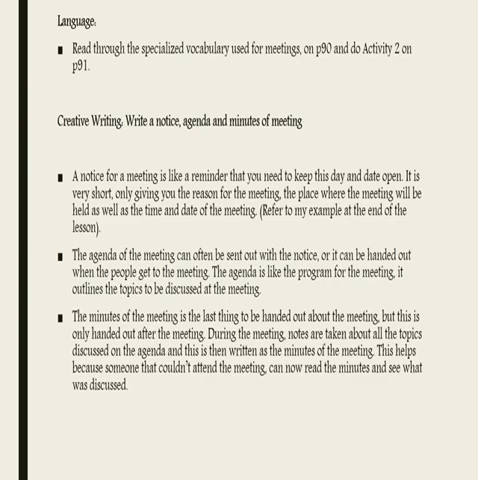 Language:
■ Read through the specialized vocabulary used for meetings, on p90 and do Activity 2 on
p91.
Creative Writing: Write a notice, agenda and minutes of meeting
■ A notice for a meeting is like a reminder that you need to keep this day and date open. It is
very short, only giving you the reason for the meeting, the place where the meeting will be
held as well as the time and date of the meeting. (Refer to my example at the end of the
lesson).
■ The agenda of the meeting can often be sent out with the notice, or it can be handed out
when the people get to the meeting. The agenda is like the program for the meeting, it
outlines the topics to be discussed at the meeting.
■ The minutes of the meeting is the last thing to be handed out about the meeting, but this is
only handed out after the meeting. During the meeting, notes are taken about all the topics
discussed on the agenda and this is then written as the minutes of the meeting. This helps
because someone that couldn't attend the meeting, can now read the minutes and see what
was discussed.